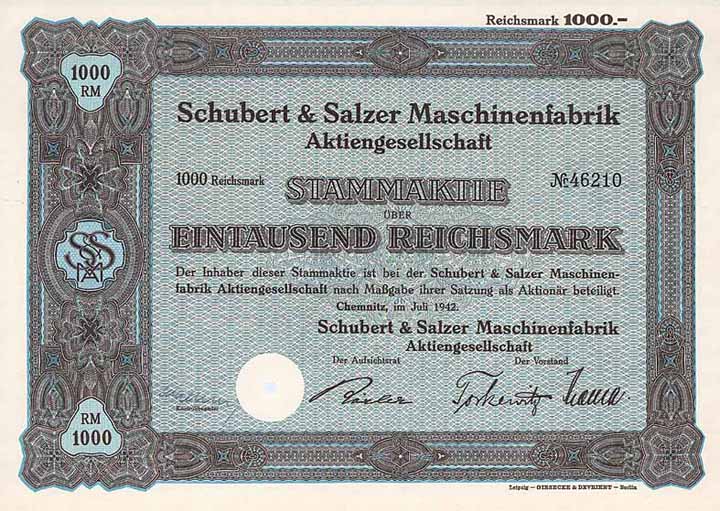 Reichsmark 1000.-
1000
RM
Schubert & Salzer Maschinenfabrik
Aktiengesellschaft
1000 Reichsmark STAMMAKTIE №46210
ÜBER
EINTAUSEND REICHSMARK
Der Inhaber dieser Stammaktie ist bei der Schubert & Salzer Maschinen-
fabrik Aktiengesellschaft nach Maßgabe ihrer Satzung als Aktionär beteiligt.
Chemnitz, im Juli 1942.
Schubert & Salzer Maschinenfabrik
Aktiengesellschaft
Der Aufsichtsrat Der Vorstand
RM
1000
Leipzig – GIESECKE & DEVRIENT – Berlin